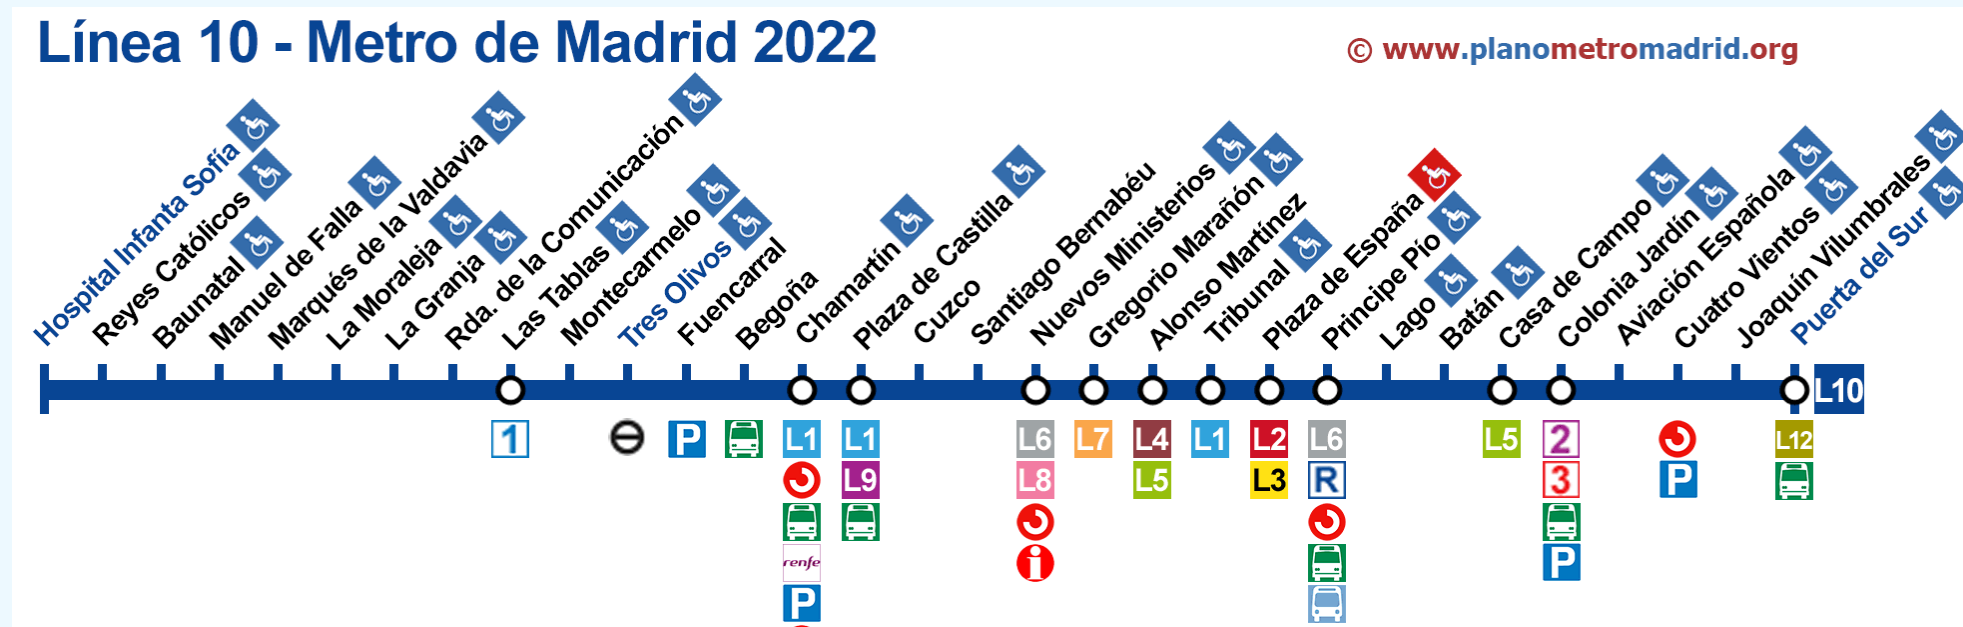 Línea 10 - Metro de Madrid 2022
© www.planometromadrid.org
Hospital Infanta Sofía
Reyes Católicos
Baunatal
Manuel de Falla
Marqués de la Valdavia
La Moraleja
La Granja
Rda. de la Comunicación
Las Tablas
Montecarmelo
Tres Olivos
Fuencarral
Begoña
Chamartín
Plaza de Castilla
Cuzco
Santiago Bernabéu
Nuevos Ministerios
Gregorio Marañón
Alonso Martínez
Tribunal
Plaza de España
Principe Pío
Lago
Batán
Casa de Campo
Colonia Jardín
Aviación Española
Cuatro Vientos
Joaquín Vilumbrales
Puerta del Sur
L10
1
P
L1
renfe
P
L1
L9
L6
L8
i
L7
L4
L5
L1
L2
L3
L6
R
L5
2
3
P
P
L12